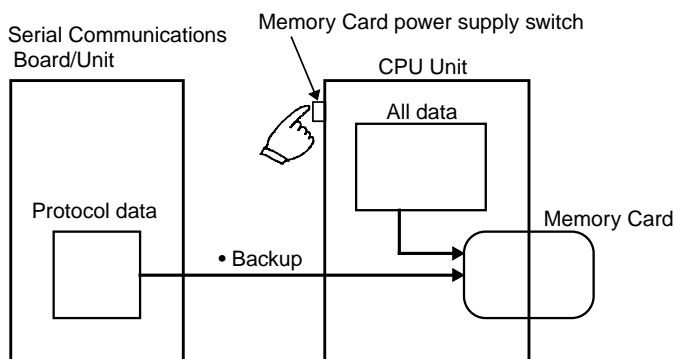 Serial Communications
Board/Unit
Memory Card power supply switch
CPU Unit
All data
Protocol data
Memory Card
• Backup